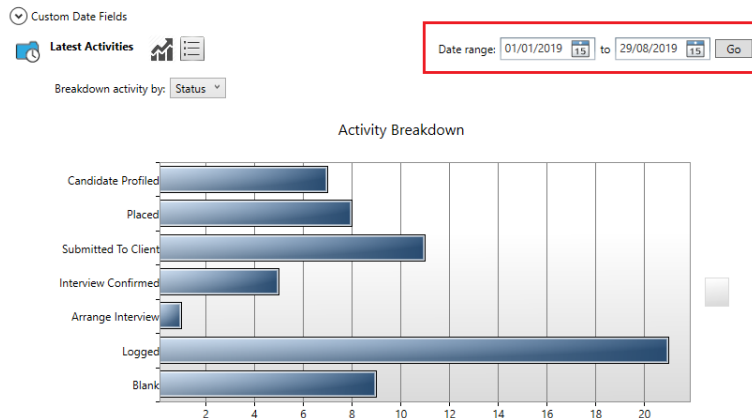 Custom Date Fields
Latest Activities
Date range: 01/01/2019 15 to 29/08/2019 15 Go
Breakdown activity by: Status
Activity Breakdown
Candidate Profiled
Placed
Submitted To Client
Interview Confirmed
Arrange Interview
Logged
Blank
2 4 6 8 10 12 14 16 18 20